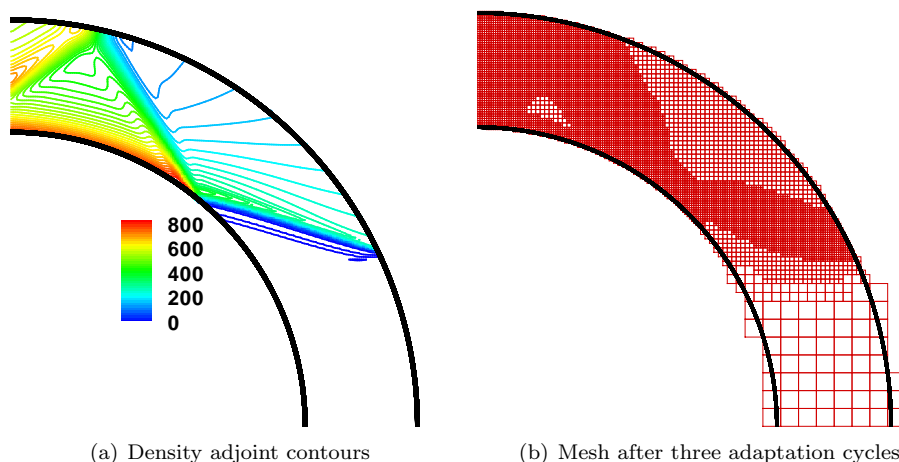 800
600
400
200
0
(a) Density adjoint contours
(b) Mesh after three adaptation cycles